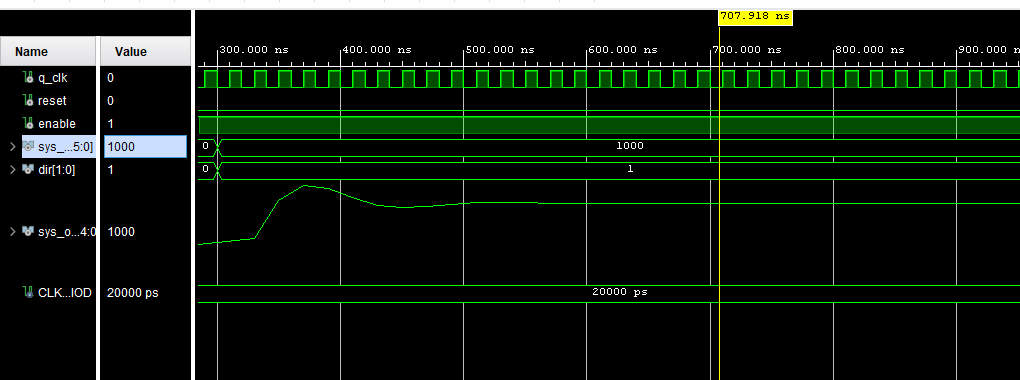 707.918 ns
Name Value
300.000 ns 400.000 ns 500.000 ns 600.000 ns 700.000 ns 800.000 ns 900.00
q_clk 0
reset 0
enable 1
sys_...5:0] 1000 0 1000
dir[1:0] 1 0 1
sys_o...4:0 1000
CLK...IOD 20000 ps 20000 ps